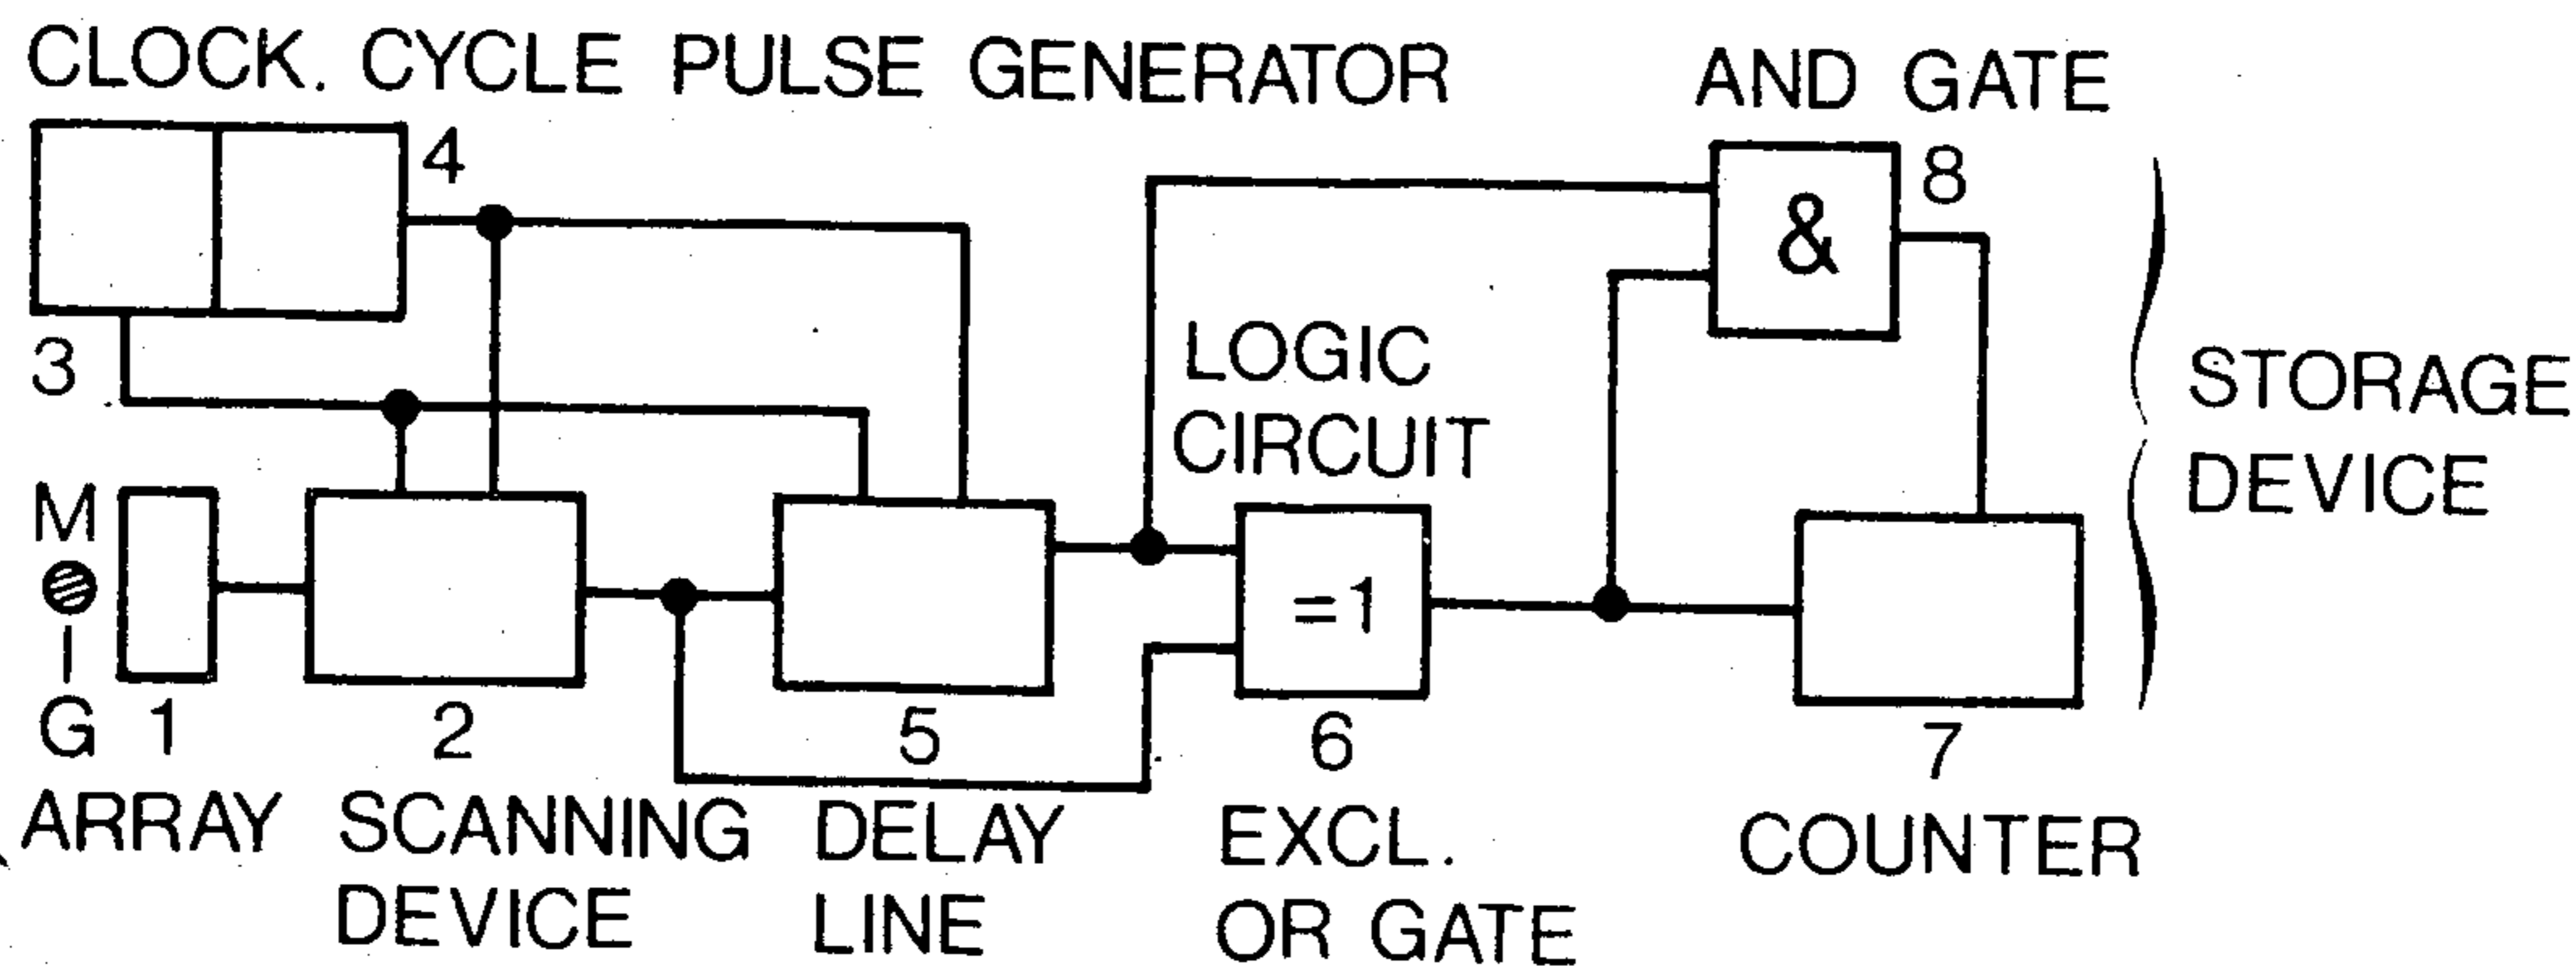 CLOCK. CYCLE PULSE GENERATOR
AND GATE
4
8
&
3
LOGIC
CIRCUIT
STORAGE
DEVICE
M
G
=1
1
2
5
6
7
ARRAY
SCANNING
DEVICE
DELAY
LINE
EXCL.
OR GATE
COUNTER